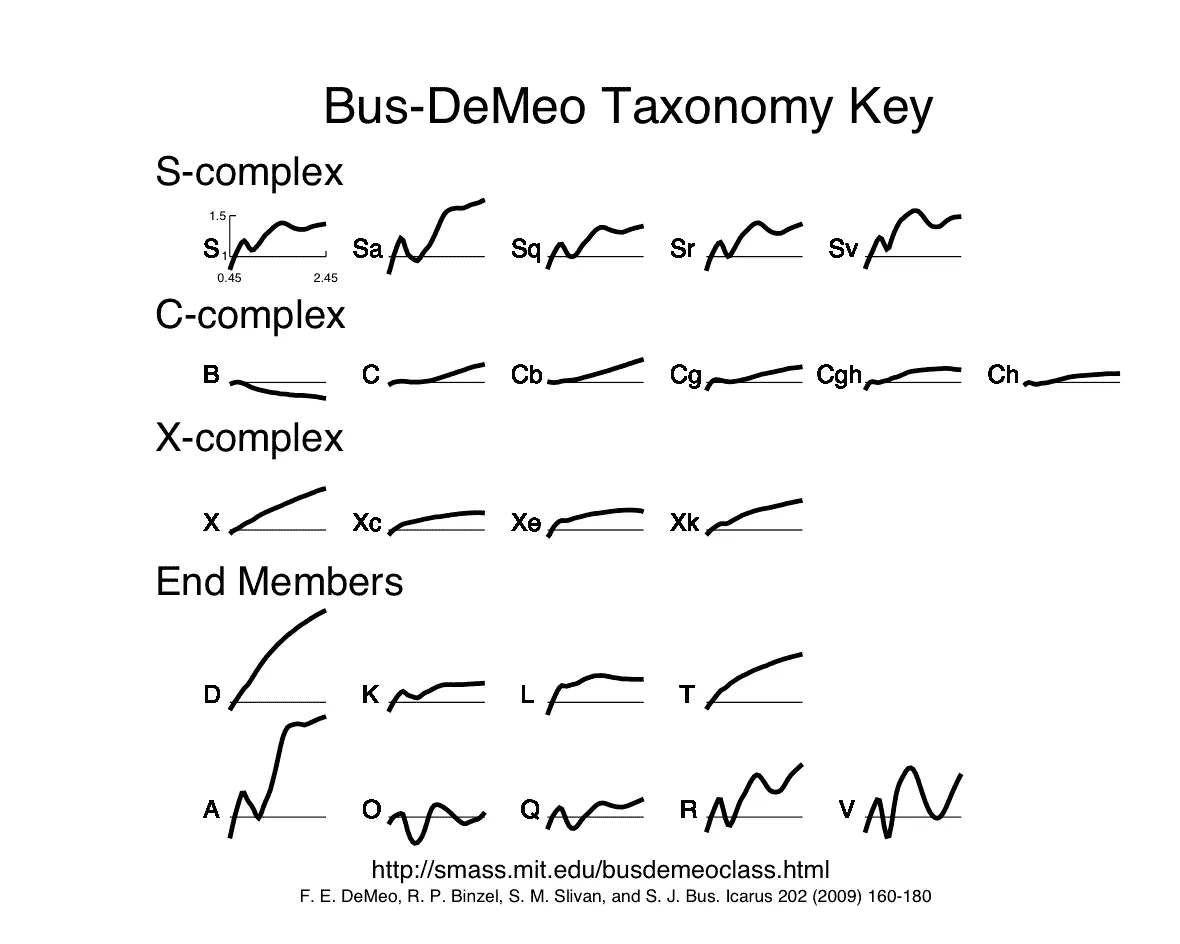 Bus-DeMeo Taxonomy Key
S-complex
1.5
S 1 Sa Sq Sr Sv
0.45 2.45
C-complex
B C Cb Cg Cgh Ch
X-complex
X Xc Xe Xk
End Members
D K L T
A O Q R V
http://smass.mit.edu/busdemeoclass.html
F. E. DeMeo, R. P. Binzel, S. M. Slivan, and S. J. Bus. Icarus 202 (2009) 160-180